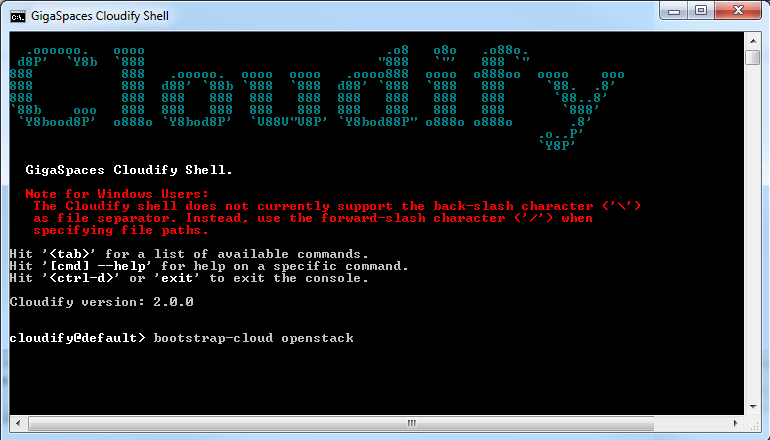 GigaSpaces Cloudify Shell
Cloudify
GigaSpaces Cloudify Shell.
Note for Windows Users:
The Cloudify shell does not currently support the back-slash character ('\')
as file separator. Instead, use the forward-slash character ('/') when
specifying file paths.
Hit '<tab>' for a list of available commands.
Hit '[cmd] --help' for help on a specific command.
Hit '<ctrl-d>' or 'exit' to exit the console.
Cloudify version: 2.0.0
cloudify@default> bootstrap-cloud openstack